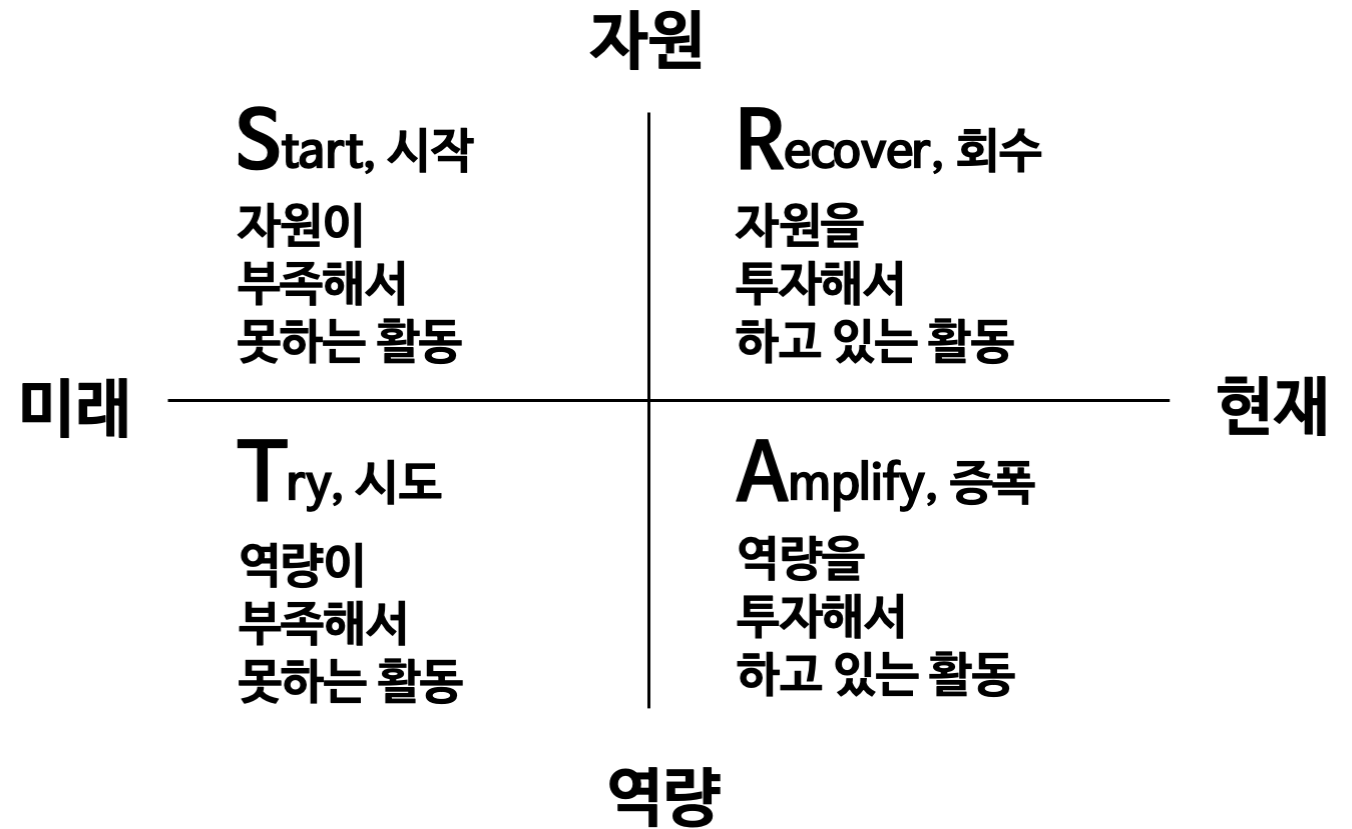 자원
Start, 시작
자원이
부족해서
못하는 활동
Recover, 회수
자원을
투자해서
하고 있는 활동
미래
현재
Try, 시도
역량이
부족해서
못하는 활동
Amplify, 증폭
역량을
투자해서
하고 있는 활동
역량